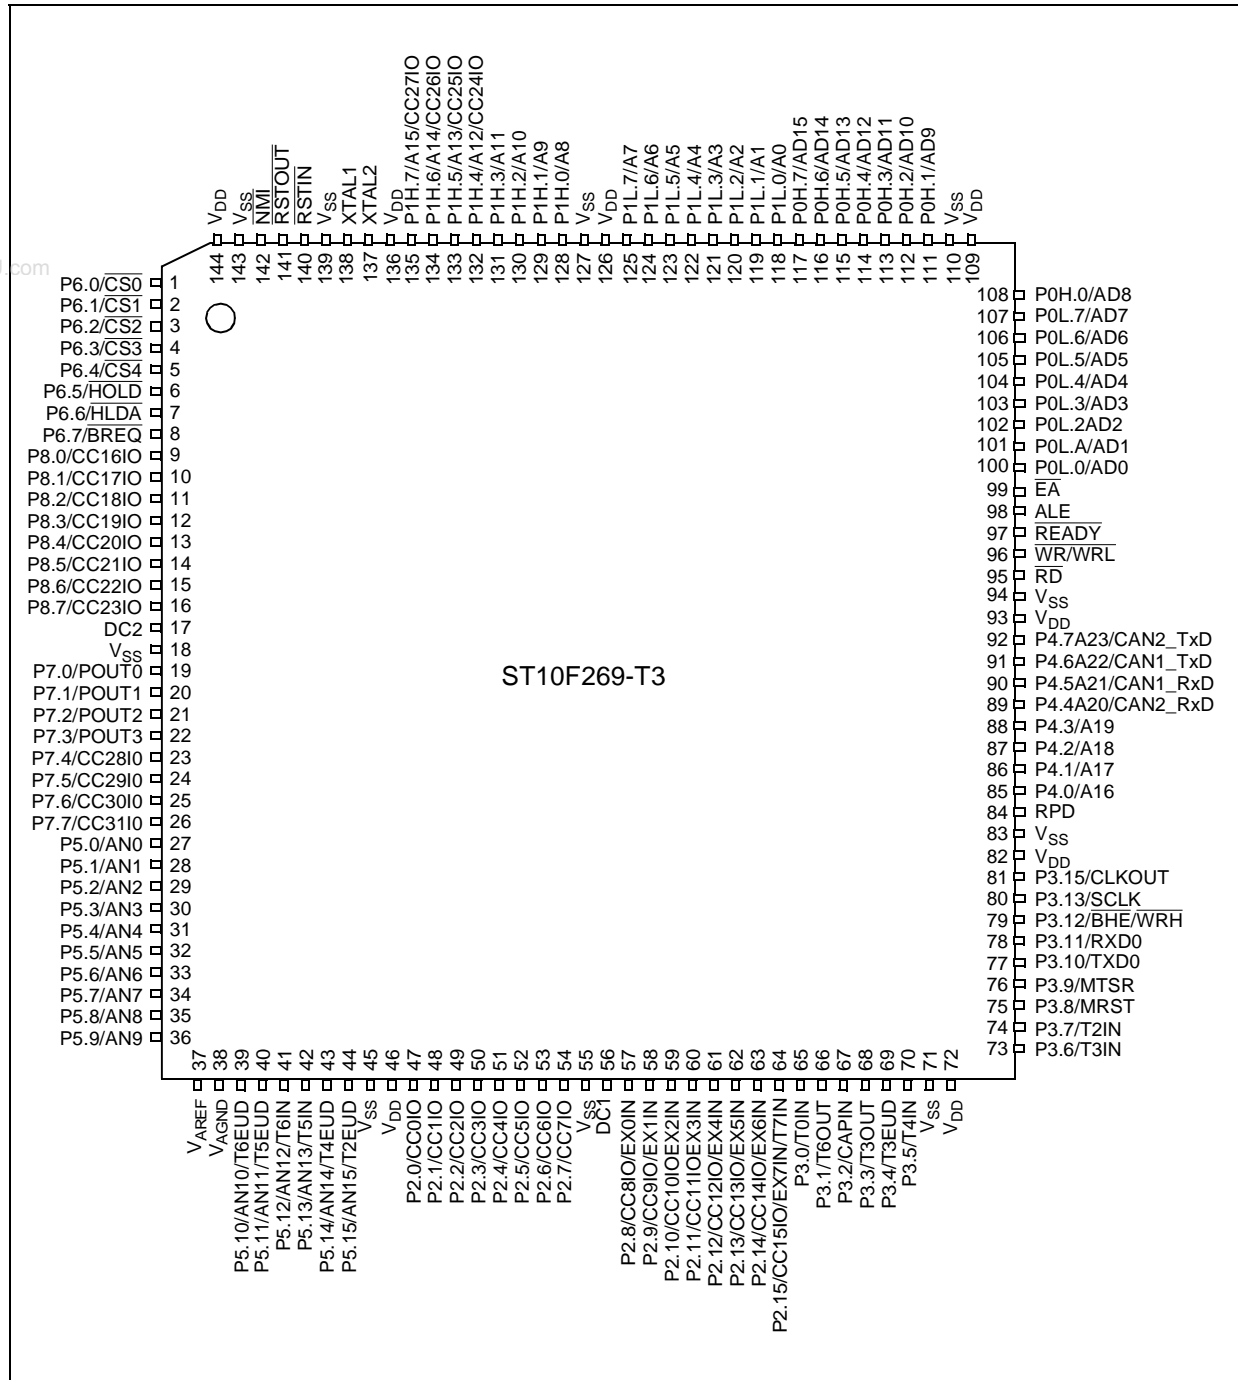 P1H.7/A15/CC27IO
P1H.6/A14/CC26IO
P1H.5/A13/CC25IO
P1H.4/A12/CC24IO
P1H.3/A11
P1H.2/A10
P1H.1/A9
P1H.0/A8
VSS
VDD
P1L.7/A7
P1L.6/A6
P1L.5/A5
P1L.4/A4
P1L.3/A3
P1L.2/A2
P1L.1/A1
P1L.0/A0
P0H.7/AD15
P0H.6/AD14
P0H.5/AD13
P0H.4/AD12
P0H.3/AD11
P0H.2/AD10
P0H.1/AD9
VSS
VDD
VDD
VSS
NMI
RSTOUT
RSTIN
VSS
XTAL1
XTAL2
VDD
144 143 142 141 140 139 138 137 136 135 134 133 132 131 130 129 128 127 126 125 124 123 122 121 120 119 118 117 116 115 114 113 112 111 110 109
.com
P6.0/CS0 1
P6.1/CS1 2
P6.2/CS2 3
P6.3/CS3 4
P6.4/CS4 5
P6.5/HOLD 6
P6.6/HLDA 7
P6.7/BREQ 8
P8.0/CC16IO 9
P8.1/CC17IO 10
P8.2/CC18IO 11
P8.3/CC19IO 12
P8.4/CC20IO 13
P8.5/CC21IO 14
P8.6/CC22IO 15
P8.7/CC23IO 16
DC2 17
VSS 18
P7.0/POUT0 19
P7.1/POUT1 20
P7.2/POUT2 21
P7.3/POUT3 22
P7.4/CC28I0 23
P7.5/CC29I0 24
P7.6/CC30I0 25
P7.7/CC31I0 26
P5.0/AN0 27
P5.1/AN1 28
P5.2/AN2 29
P5.3/AN3 30
P5.4/AN4 31
P5.5/AN5 32
P5.6/AN6 33
P5.7/AN7 34
P5.8/AN8 35
P5.9/AN9 36
ST10F269-T3
108 P0H.0/AD8
107 P0L.7/AD7
106 P0L.6/AD6
105 P0L.5/AD5
104 P0L.4/AD4
103 P0L.3/AD3
102 P0L.2AD2
101 P0L.A/AD1
100 P0L.0/AD0
99 EA
98 ALE
97 READY
96 WR/WRL
95 RD
94 VSS
93 VDD
92 P4.7A23/CAN2_TxD
91 P4.6A22/CAN1_TxD
90 P4.5A21/CAN1_RxD
89 P4.4A20/CAN2_RxD
88 P4.3/A19
87 P4.2/A18
86 P4.1/A17
85 P4.0/A16
84 RPD
83 VSS
82 VDD
81 P3.15/CLKOUT
80 P3.13/SCLK
79 P3.12/BHE/WRH
78 P3.11/RXD0
77 P3.10/TXD0
76 P3.9/MTSR
75 P3.8/MRST
74 P3.7/T2IN
73 P3.6/T3IN
37 38 39 40 41 42 43 44 45 46 47 48 49 50 51 52 53 54 55 56 57 58 59 60 61 62 63 64 65 66 67 68 69 70 71 72
VAREF
VAGND
P5.10/AN10/T6EUD
P5.11/AN11/T5EUD
P5.12/AN12/T6IN
P5.13/AN13/T5IN
P5.14/AN14/T4EUD
P5.15/AN15/T2EUD
VSS
VDD
P2.0/CC0IO
P2.1/CC1IO
P2.2/CC2IO
P2.3/CC3IO
P2.4/CC4IO
P2.5/CC5IO
P2.6/CC6IO
P2.7/CC7IO
VSS
DC1
P2.8/CC8IO/EX0IN
P2.9/CC9IO/EX1IN
P2.10/CC10IOEX2IN
P2.11/CC11IOEX3IN
P2.12/CC12IO/EX4IN
P2.13/CC13IO/EX5IN
P2.14/CC14IO/EX6IN
P2.15/CC15IO/EX7IN/T7IN
P3.0/T0IN
P3.1/T6OUT
P3.2/CAPIN
P3.3/T3OUT
P3.4/T3EUD
P3.5/T4IN
VSS
VDD